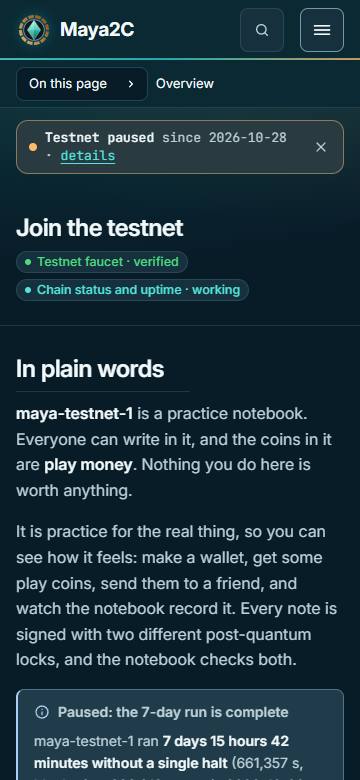 Maya2C
On this page › Overview
Testnet paused since 2026-10-28
· details ×
Join the testnet
Testnet faucet · verified
Chain status and uptime · working
In plain words
maya-testnet-1 is a practice notebook.
Everyone can write in it, and the coins in it
are play money. Nothing you do here is
worth anything.
It is practice for the real thing, so you can
see how it feels: make a wallet, get some
play coins, send them to a friend, and
watch the notebook record it. Every note is
signed with two different post-quantum
locks, and the notebook checks both.
Paused: the 7-day run is complete
maya-testnet-1 ran 7 days 15 hours 42
minutes without a single halt (661,357 s,